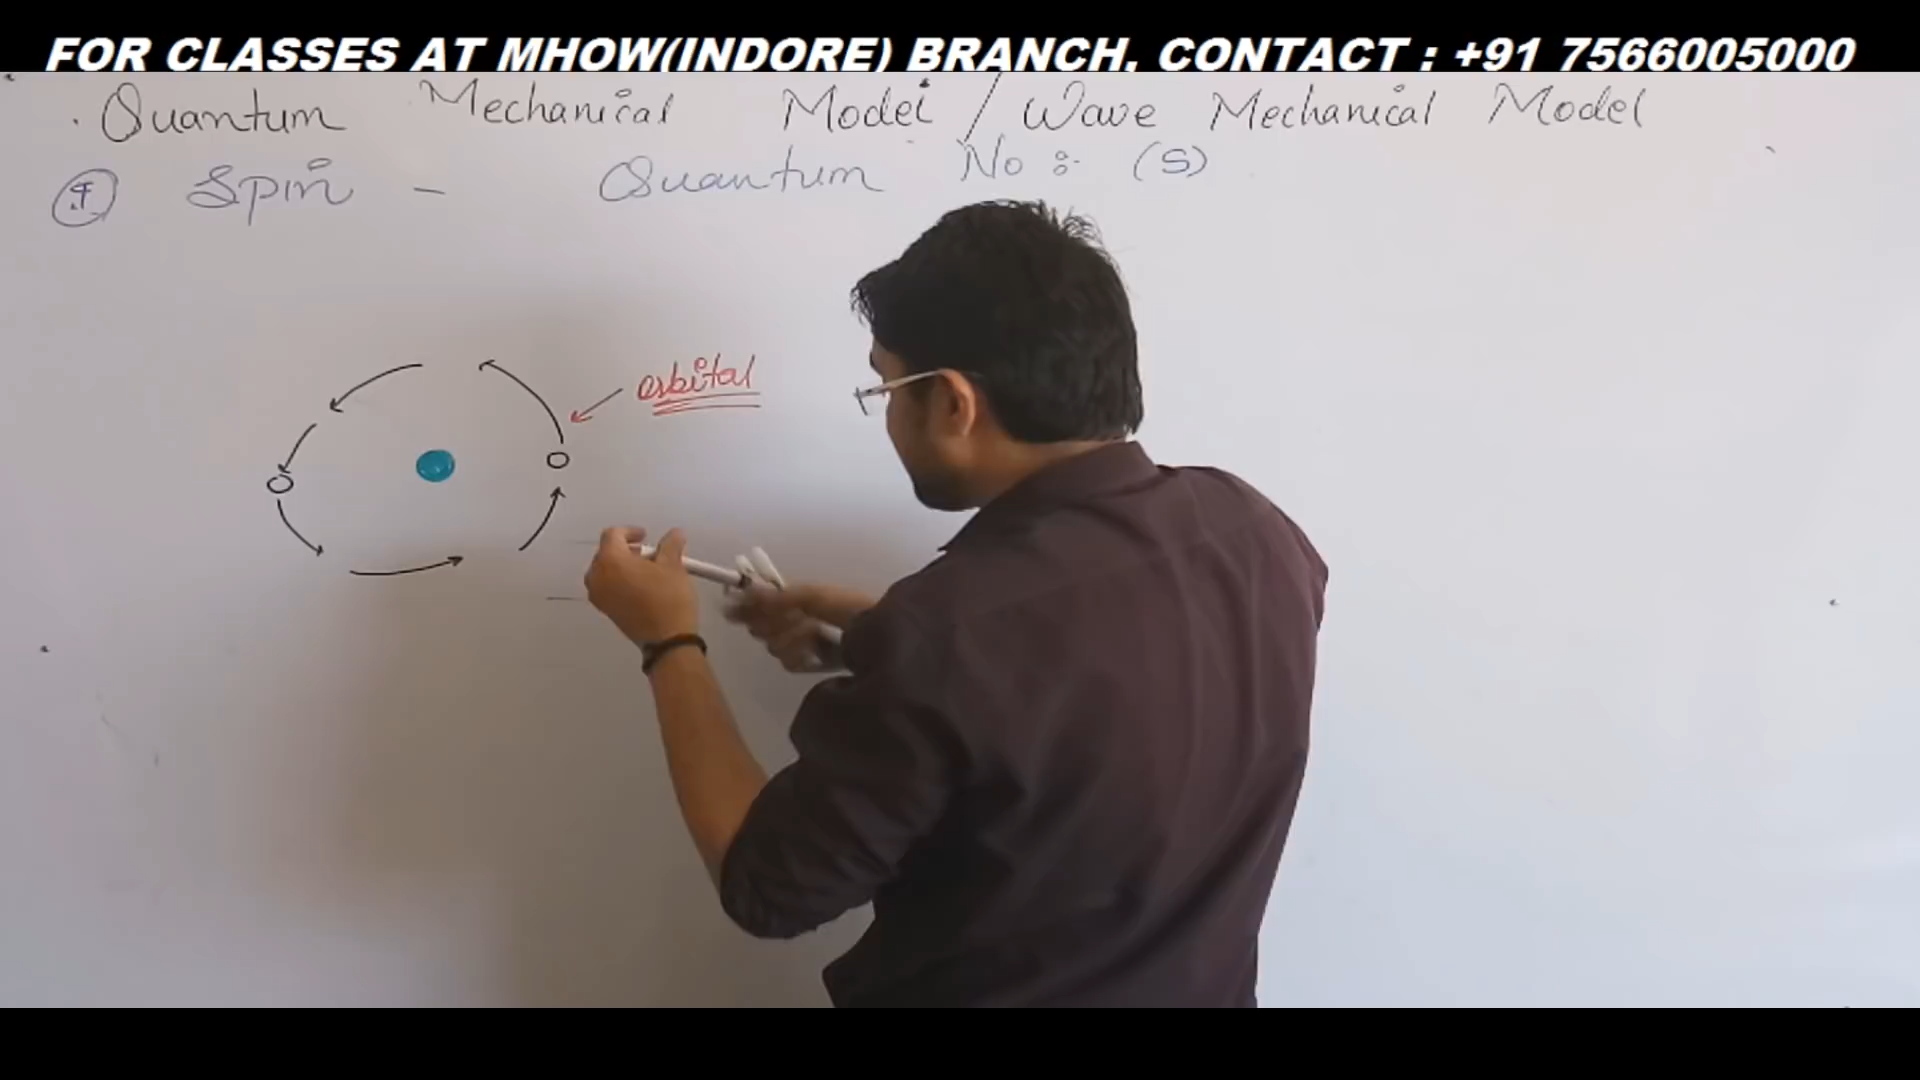 FOR CLASSES AT MHOW(INDORE) BRANCH, CONTACT : +91 7566005000
. Quantum Mechanical Model / Wave Mechanical Model
Spin - Quantum No :- (S)
orbital